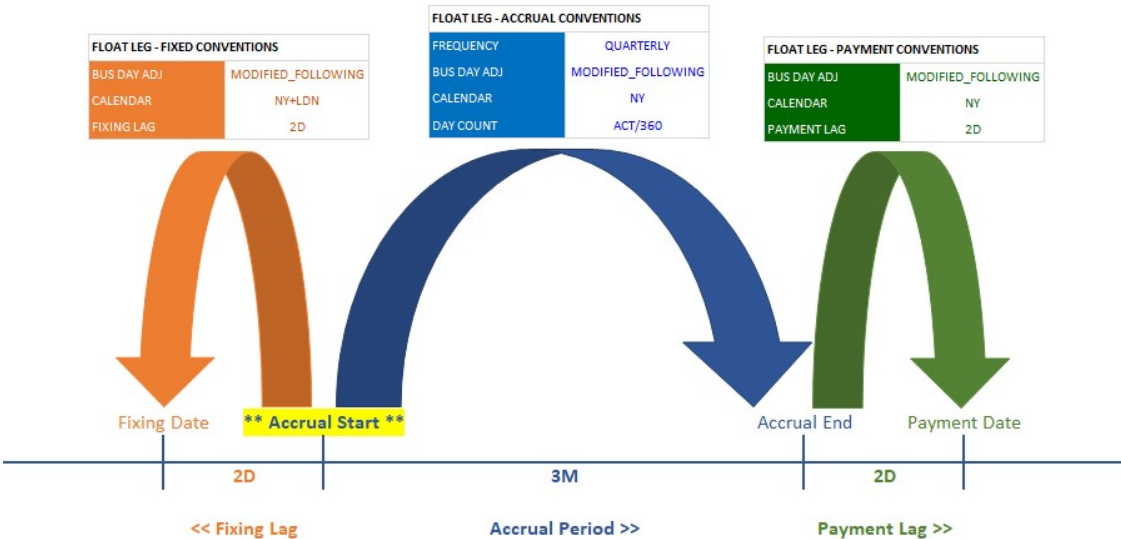 FLOAT LEG - FIXED CONVENTIONS
BUS DAY ADJ MODIFIED_FOLLOWING
CALENDAR NY+LDN
FIXING LAG 2D
FLOAT LEG - ACCRUAL CONVENTIONS
FREQUENCY QUARTERLY
BUS DAY ADJ MODIFIED_FOLLOWING
CALENDAR NY
DAY COUNT ACT/360
FLOAT LEG - PAYMENT CONVENTIONS
BUS DAY ADJ MODIFIED_FOLLOWING
CALENDAR NY
PAYMENT LAG 2D
Fixing Date ** Accrual Start ** Accrual End Payment Date
2D 3M 2D
<< Fixing Lag Accrual Period >> Payment Lag >>